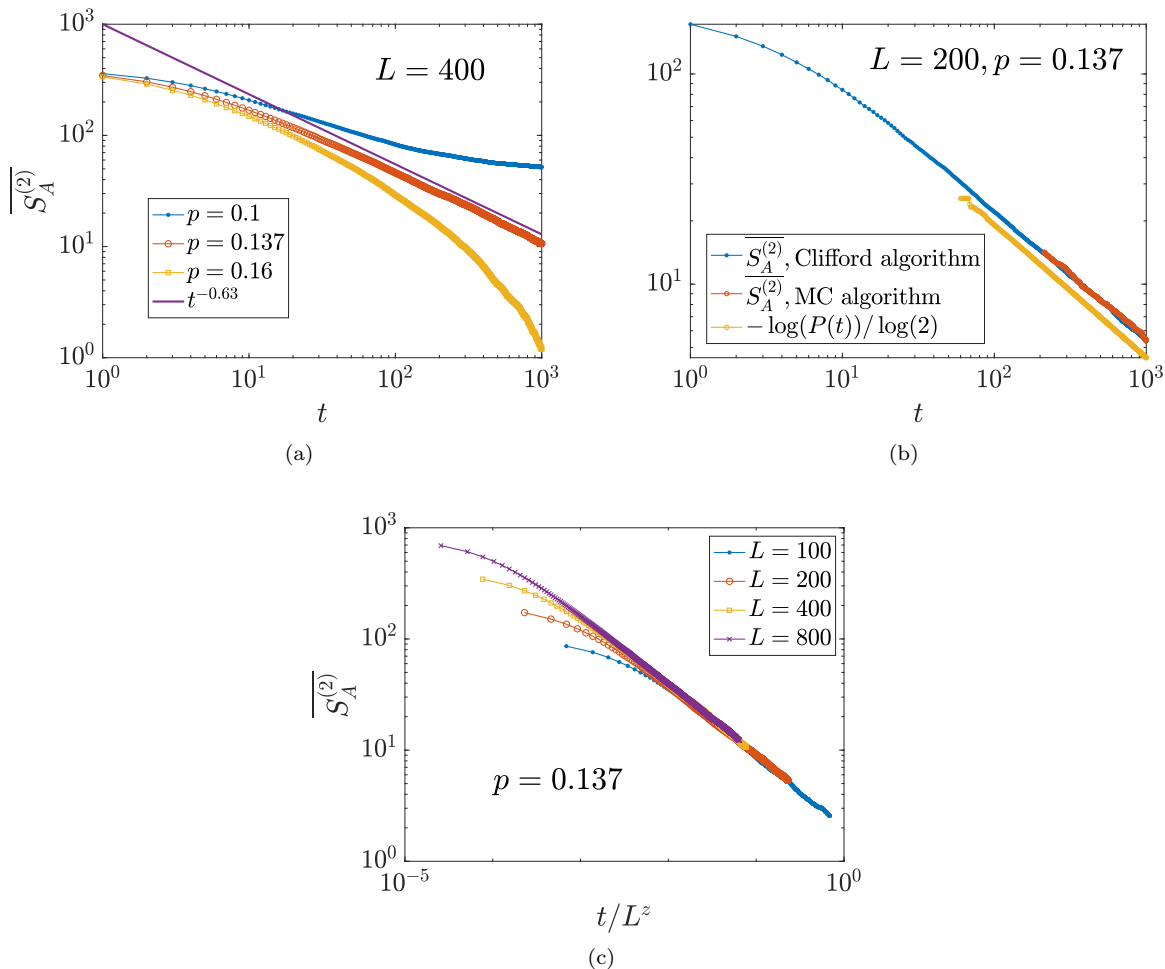 10^3
10^2
10^1
10^0
\overline{S_A^{(2)}}
L = 400
p = 0.1
p = 0.137
p = 0.16
t^{-0.63}
10^0 10^1 10^2 10^3
t
(a)
10^2
10^1
L = 200, p = 0.137
\overline{S_A^{(2)}}, Clifford algorithm
\overline{S_A^{(2)}}, MC algorithm
− log(P(t))/ log(2)
10^0 10^1 10^2 10^3
t
(b)
10^3
10^2
10^1
10^0
\overline{S_A^{(2)}}
L = 100
L = 200
L = 400
L = 800
p = 0.137
10^{-5} 10^0
t/L^z
(c)